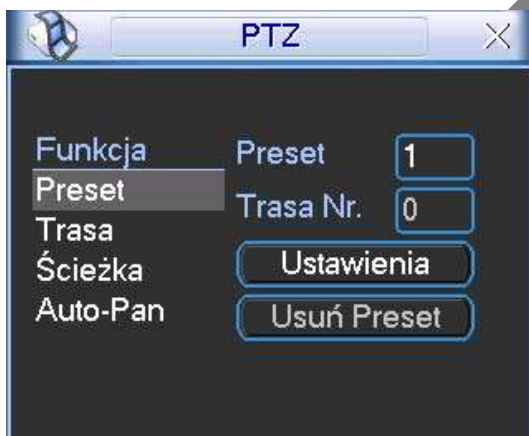 PTZ
Funkcja
Preset
Trasa
Ścieżka
Auto-Pan
Preset 1
Trasa Nr. 0
Ustawienia
Usuń Preset